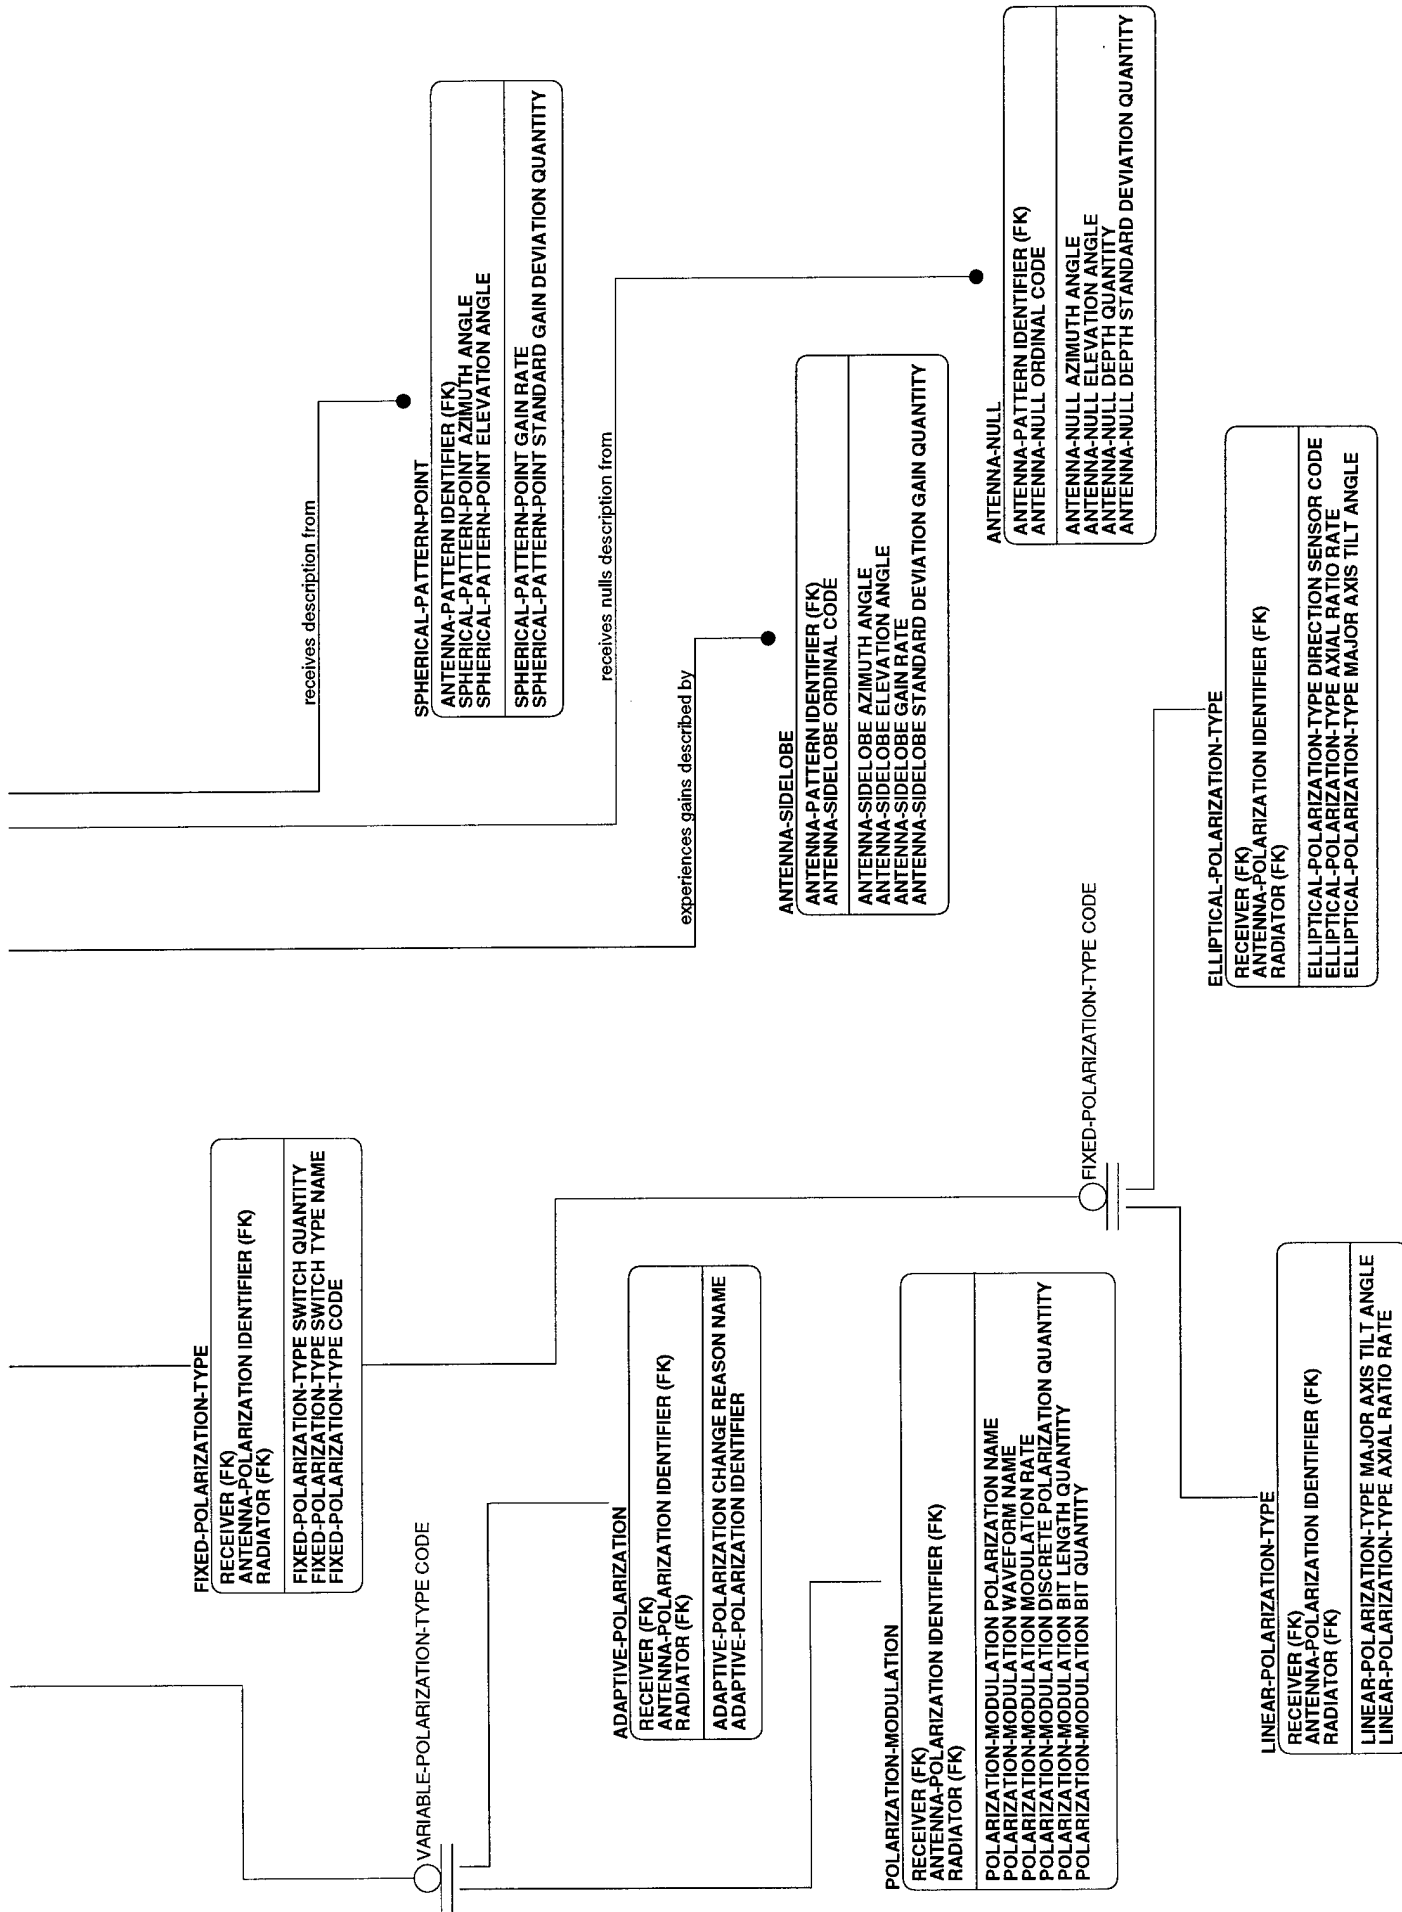 receives description from
SPHERICAL-PATTERN-POINT
ANTENNA-PATTERN IDENTIFIER (FK)
SPHERICAL-PATTERN-POINT AZIMUTH ANGLE
SPHERICAL-PATTERN-POINT ELEVATION ANGLE
SPHERICAL-PATTERN-POINT GAIN RATE
SPHERICAL-PATTERN-POINT STANDARD GAIN DEVIATION QUANTITY
receives nulls description from
experiences gains described by
ANTENNA-SIDELOBE
ANTENNA-PATTERN IDENTIFIER (FK)
ANTENNA-SIDELOBE ORDINAL CODE
ANTENNA-SIDELOBE AZIMUTH ANGLE
ANTENNA-SIDELOBE ELEVATION ANGLE
ANTENNA-SIDELOBE GAIN RATE
ANTENNA-SIDELOBE STANDARD DEVIATION GAIN QUANTITY
ANTENNA-NULL
ANTENNA-PATTERN IDENTIFIER (FK)
ANTENNA-NULL ORDINAL CODE
ANTENNA-NULL AZIMUTH ANGLE
ANTENNA-NULL ELEVATION ANGLE
ANTENNA-NULL DEPTH QUANTITY
ANTENNA-NULL DEPTH STANDARD DEVIATION QUANTITY
FIXED-POLARIZATION-TYPE
RECEIVER (FK)
ANTENNA-POLARIZATION IDENTIFIER (FK)
RADIATOR (FK)
FIXED-POLARIZATION-TYPE SWITCH QUANTITY
FIXED-POLARIZATION-TYPE SWITCH TYPE NAME
FIXED-POLARIZATION-TYPE CODE
VARIABLE-POLARIZATION-TYPE CODE
ADAPTIVE-POLARIZATION
RECEIVER (FK)
ANTENNA-POLARIZATION IDENTIFIER (FK)
RADIATOR (FK)
ADAPTIVE-POLARIZATION CHANGE REASON NAME
ADAPTIVE-POLARIZATION IDENTIFIER
POLARIZATION-MODULATION
RECEIVER (FK)
ANTENNA-POLARIZATION IDENTIFIER (FK)
RADIATOR (FK)
POLARIZATION-MODULATION POLARIZATION NAME
POLARIZATION-MODULATION WAVEFORM NAME
POLARIZATION-MODULATION MODULATION RATE
POLARIZATION-MODULATION DISCRETE POLARIZATION QUANTITY
POLARIZATION-MODULATION BIT LENGTH QUANTITY
POLARIZATION-MODULATION BIT QUANTITY
FIXED-POLARIZATION-TYPE CODE
ELLIPTICAL-POLARIZATION-TYPE
RECEIVER (FK)
ANTENNA-POLARIZATION IDENTIFIER (FK)
RADIATOR (FK)
ELLIPTICAL-POLARIZATION-TYPE DIRECTION SENSOR CODE
ELLIPTICAL-POLARIZATION-TYPE AXIAL RATIO RATE
ELLIPTICAL-POLARIZATION-TYPE MAJOR AXIS TILT ANGLE
LINEAR-POLARIZATION-TYPE
RECEIVER (FK)
ANTENNA-POLARIZATION IDENTIFIER (FK)
RADIATOR (FK)
LINEAR-POLARIZATION-TYPE MAJOR AXIS TILT ANGLE
LINEAR-POLARIZATION-TYPE AXIAL RATIO RATE